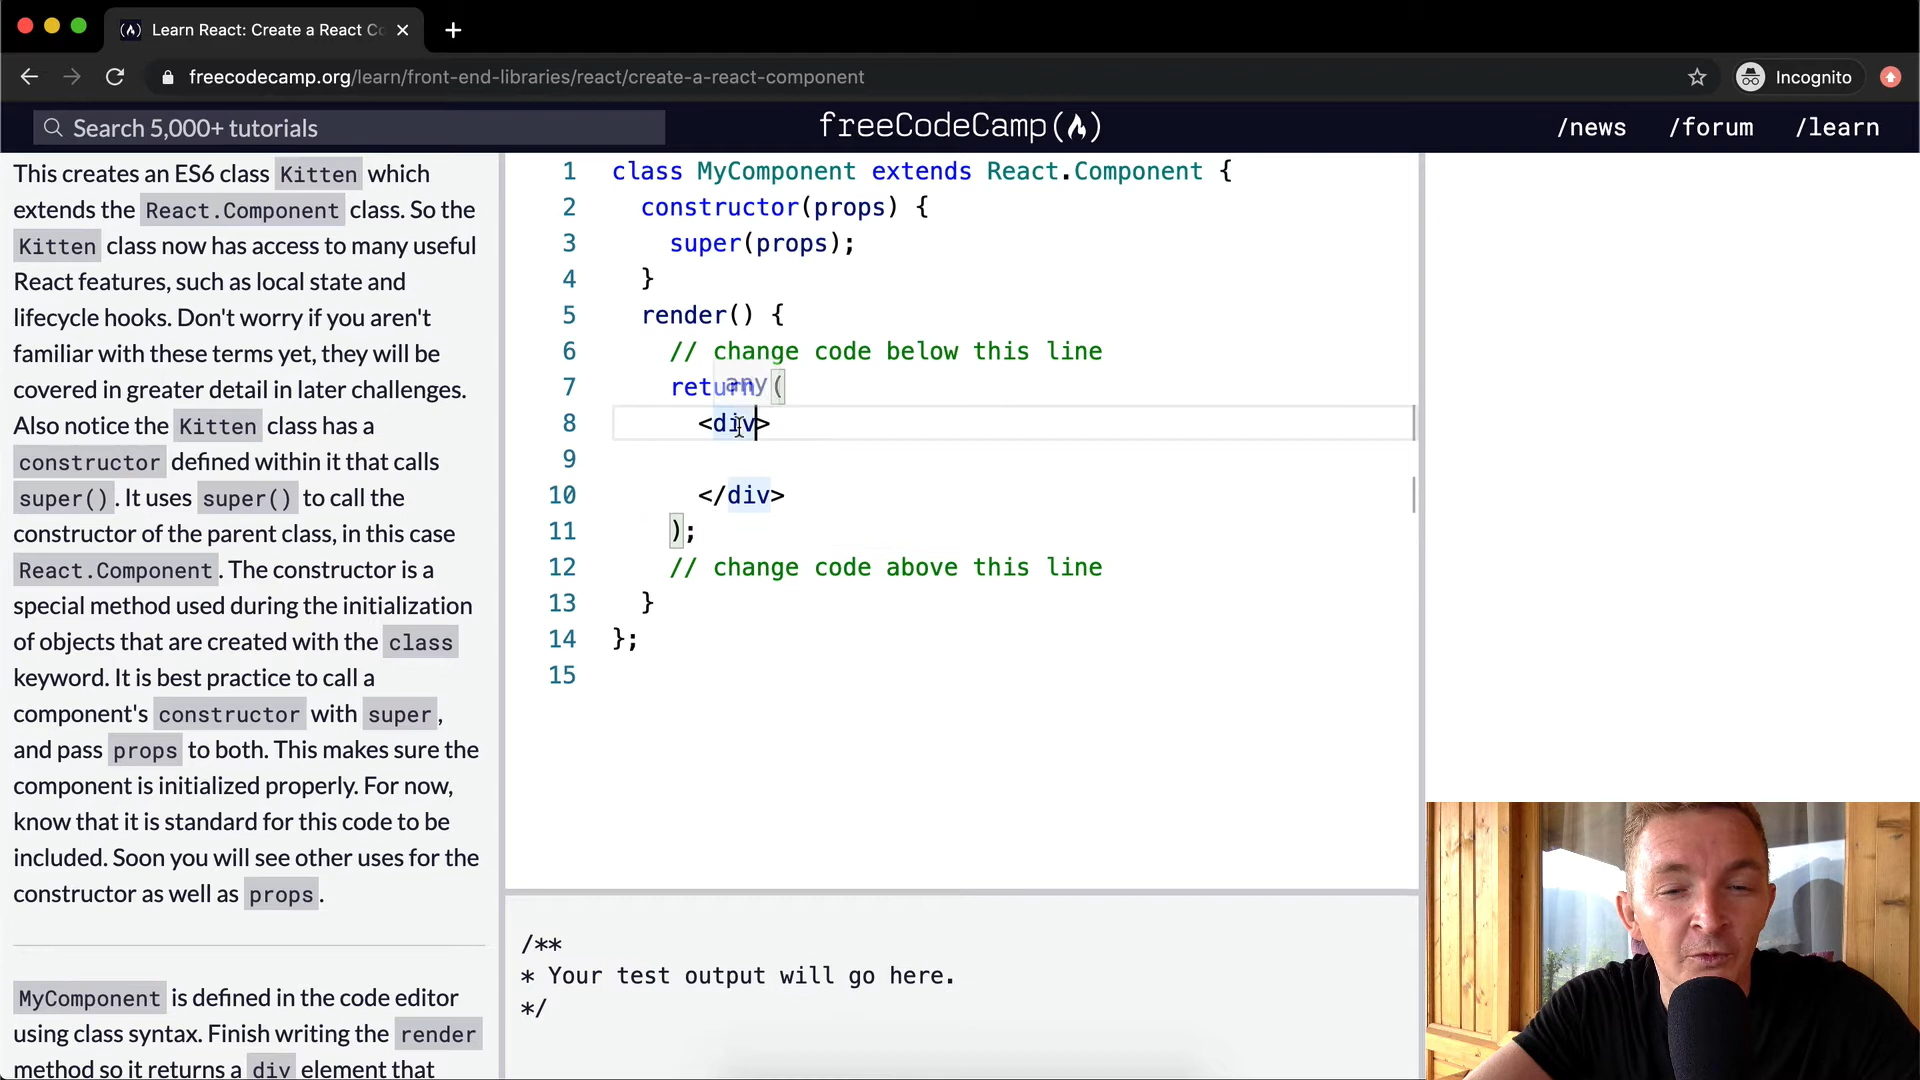 Learn React: Create a React Co
freecodecamp.org/learn/front-end-libraries/react/create-a-react-component
Incognito
Search 5,000+ tutorials
freeCodeCamp(🔥)
/news /forum /learn
This creates an ES6 class Kitten which
extends the React.Component class. So the
Kitten class now has access to many useful
React features, such as local state and
lifecycle hooks. Don't worry if you aren't
familiar with these terms yet, they will be
covered in greater detail in later challenges.
Also notice the Kitten class has a
constructor defined within it that calls
super(). It uses super() to call the
constructor of the parent class, in this case
React.Component. The constructor is a
special method used during the initialization
of objects that are created with the class
keyword. It is best practice to call a
component's constructor with super,
and pass props to both. This makes sure the
component is initialized properly. For now,
know that it is standard for this code to be
included. Soon you will see other uses for the
constructor as well as props.
MyComponent is defined in the code editor
using class syntax. Finish writing the render
method so it returns a div element that
1 class MyComponent extends React.Component {
2 constructor(props) {
3 super(props);
4 }
5 render() {
6 // change code below this line
any
7 return (
8 <div>
9
10 </div>
11 );
12 // change code above this line
13 }
14 };
15
/**
* Your test output will go here.
*/